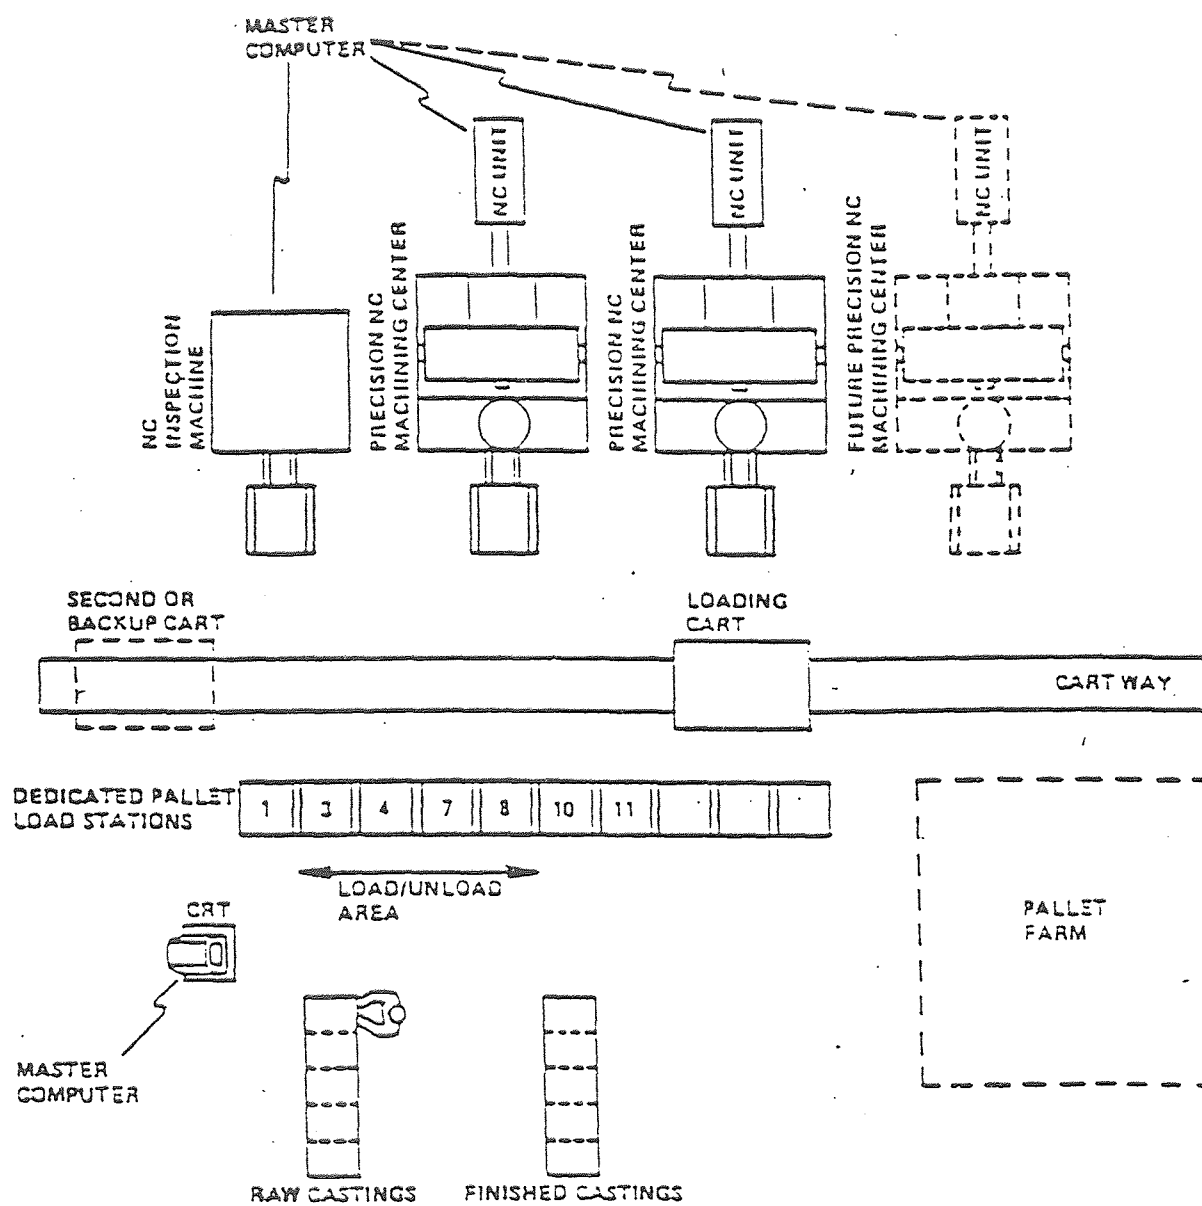 MASTER
COMPUTER
NC UNIT
NC UNIT
NC UNIT
NC
INSPECTION
MACHINE
PRECISION NC
MACHINING CENTER
PRECISION NC
MACHINING CENTER
FUTURE PRECISION NC
MACHINING CENTER
SECOND OR
BACKUP CART
LOADING
CART
CART WAY
DEDICATED PALLET
LOAD STATIONS
1 3 4 7 8 10 11
LOAD/UNLOAD
AREA
CRT
PALLET
FARM
MASTER
COMPUTER
RAW CASTINGS
FINISHED CASTINGS